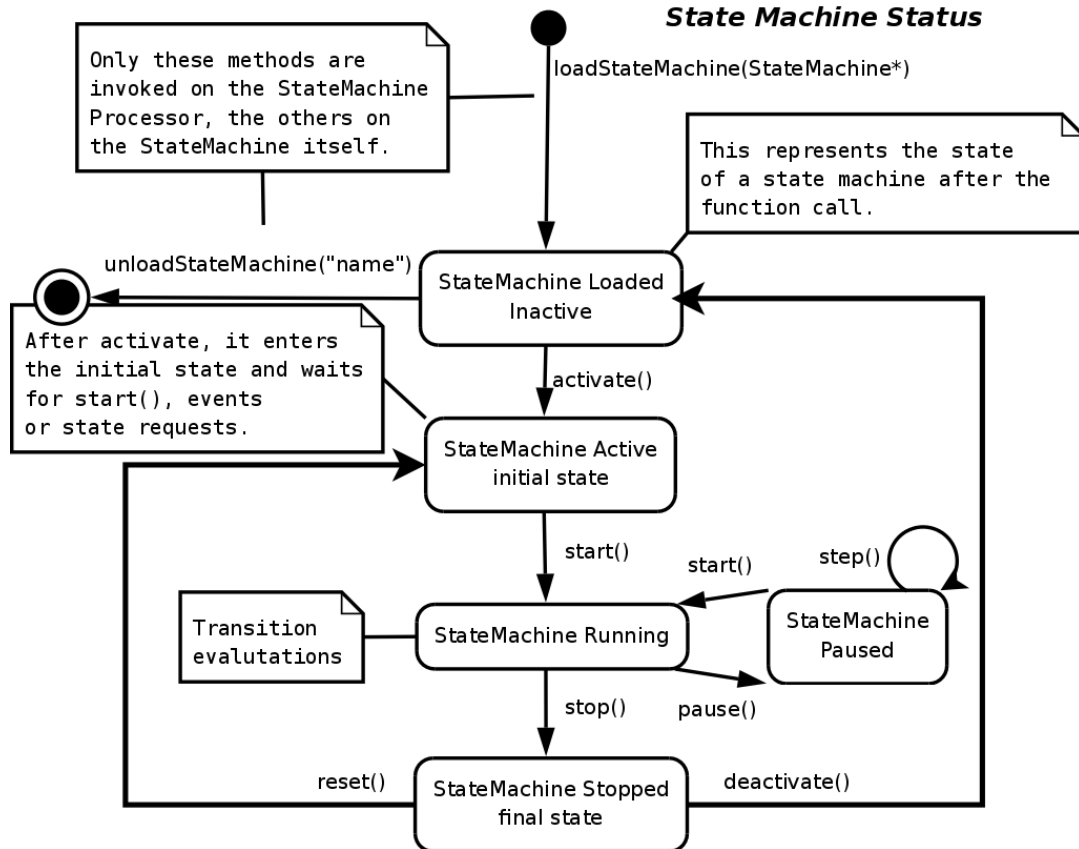 State Machine Status
Only these methods are
invoked on the StateMachine
Processor, the others on
the StateMachine itself.
loadStateMachine(StateMachine*)
This represents the state
of a state machine after the
function call.
unloadStateMachine("name")
StateMachine Loaded
Inactive
After activate, it enters
the initial state and waits
for start(), events
or state requests.
activate()
StateMachine Active
initial state
start()
start()
step()
Transition
evalutations
StateMachine Running
StateMachine
Paused
stop()
pause()
reset()
StateMachine Stopped
final state
deactivate()